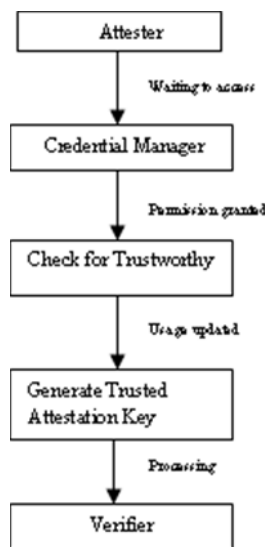 Attester
Waiting to access
Credential Manager
Permission granted
Check for Trustworthy
Usage updated
Generate Trusted
Attestation Key
Processing
Verifier